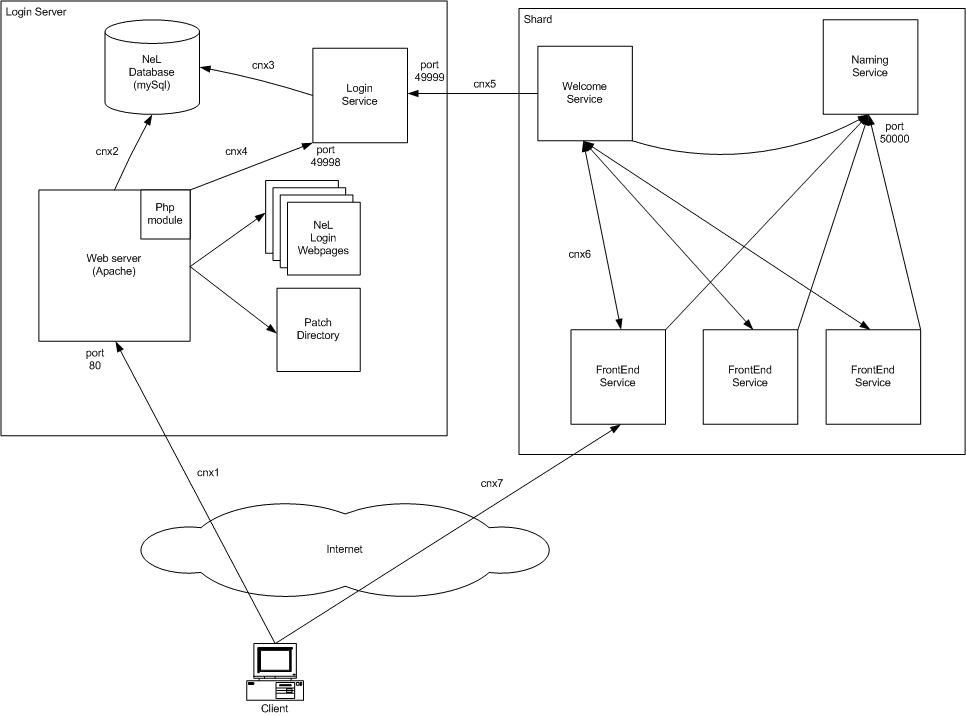 Login Server
NeL
Database
(mySql)
cnx3
Login
Service
port
49999
cnx5
cnx2
cnx4
port
49998
Php
module
Web server
(Apache)
NeL
Login
Webpages
Patch
Directory
port
80
Shard
Welcome
Service
Naming
Service
port
50000
cnx6
FrontEnd
Service
FrontEnd
Service
FrontEnd
Service
cnx1
cnx7
Internet
Client